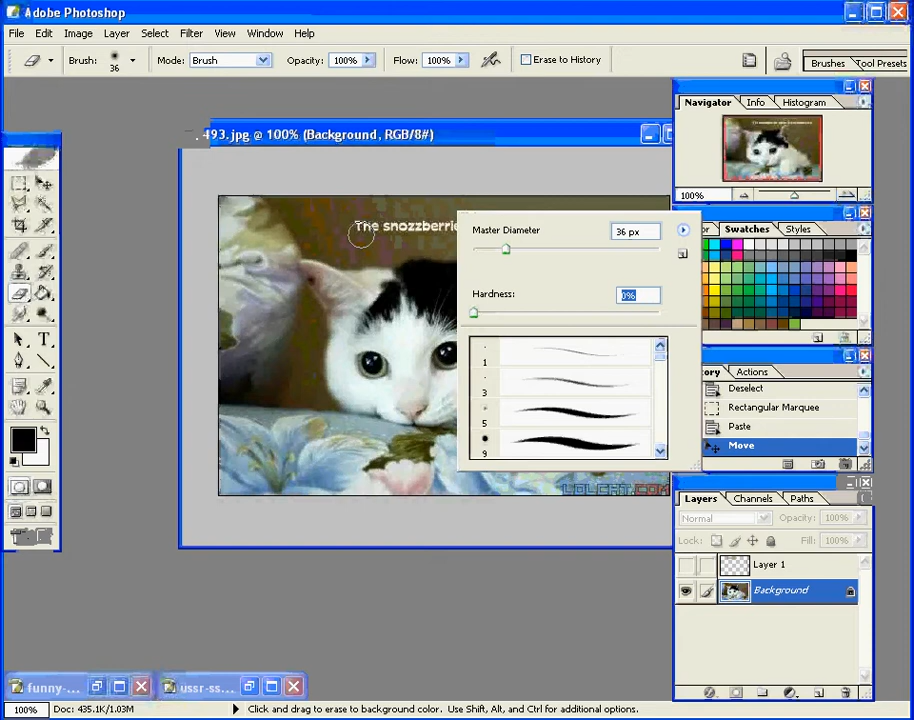 Adobe Photoshop
File Edit Image Layer Select Filter View Window Help
Brush: 36 Mode: Brush Opacity: 100% Flow: 100% Erase to History Brushes Tool Presets
Navigator Info Histogram
493.jpg @ 100% (Background, RGB/8#)
100%
The snozzberrie
Master Diameter 36 px
Swatches Styles
Hardness: 0%
1
3
5
9
ory Actions
Deselect
Rectangular Marquee
Paste
Move
LOLCAT.COM
Layers Channels Paths
Normal Opacity: 100%
Lock: Fill: 100%
Layer 1
Background
funny-... ussr-ss...
100% Doc: 435.1K/1.03M Click and drag to erase to background color. Use Shift, Alt, and Ctrl for additional options.